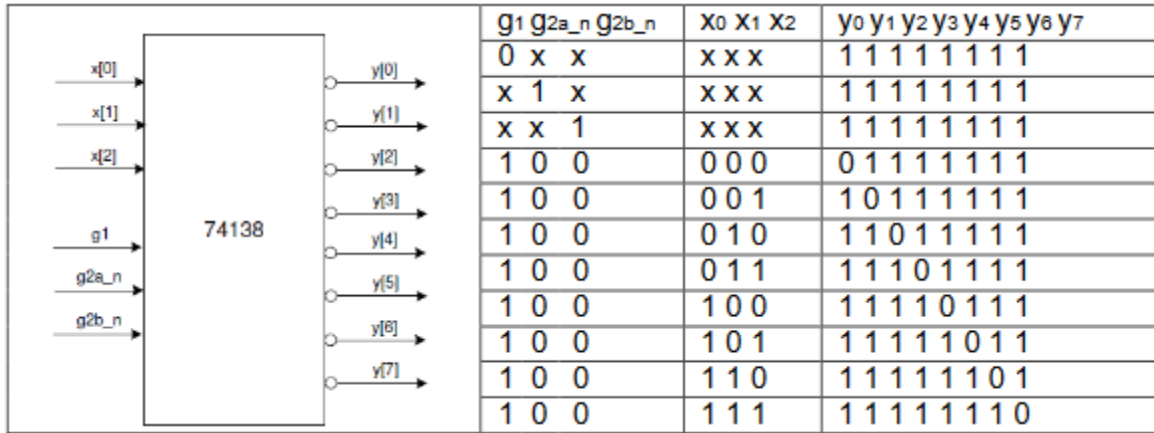 x[0]
x[1]
x[2]
g1
g2a_n
g2b_n
74138
y[0]
y[1]
y[2]
y[3]
y[4]
y[5]
y[6]
y[7]
g1 g2a_n g2b_n x0 x1 x2 y0 y1 y2 y3 y4 y5 y6 y7
0 x x x x x 1 1 1 1 1 1 1 1
x 1 x x x x 1 1 1 1 1 1 1 1
x x 1 x x x 1 1 1 1 1 1 1 1
1 0 0 0 0 0 0 1 1 1 1 1 1 1
1 0 0 0 0 1 1 0 1 1 1 1 1 1
1 0 0 0 1 0 1 1 0 1 1 1 1 1
1 0 0 0 1 1 1 1 1 0 1 1 1 1
1 0 0 1 0 0 1 1 1 1 0 1 1 1
1 0 0 1 0 1 1 1 1 1 1 0 1 1
1 0 0 1 1 0 1 1 1 1 1 1 0 1
1 0 0 1 1 1 1 1 1 1 1 1 1 0